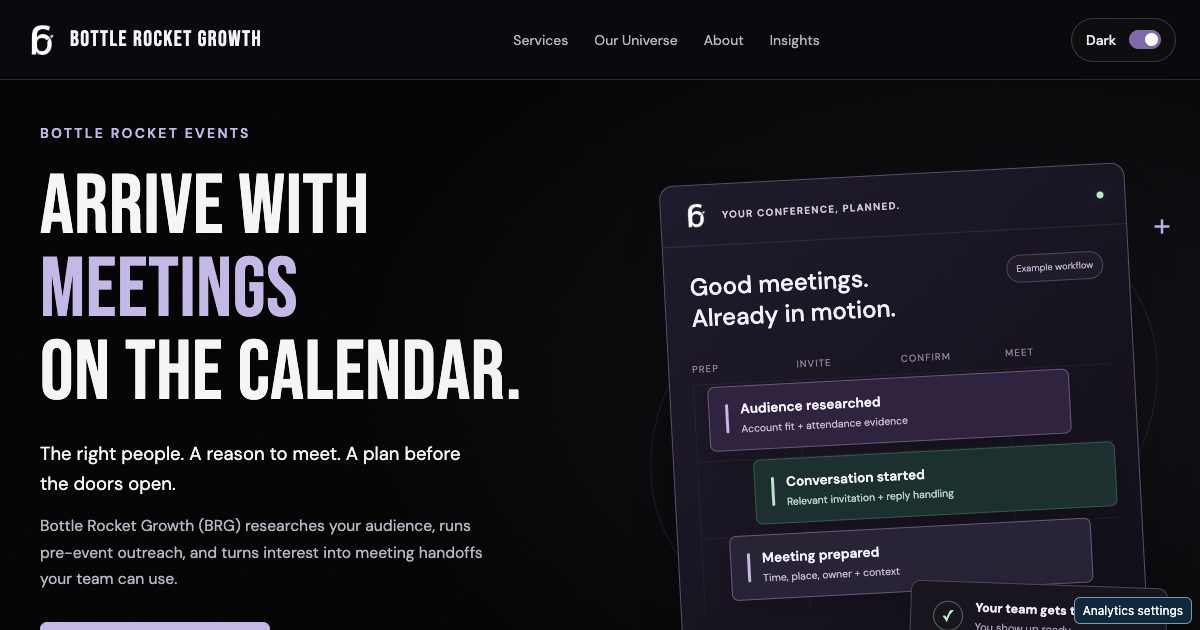 BOTTLE ROCKET GROWTH
Services
Our Universe
About
Insights
Dark
BOTTLE ROCKET EVENTS
ARRIVE WITH
MEETINGS
ON THE CALENDAR.
The right people. A reason to meet. A plan before
the doors open.
Bottle Rocket Growth (BRG) researches your audience, runs
pre-event outreach, and turns interest into meeting handoffs
your team can use.
YOUR CONFERENCE, PLANNED.
Good meetings.
Already in motion.
Example workflow
PREP
INVITE
CONFIRM
MEET
Audience researched
Account fit + attendance evidence
Conversation started
Relevant invitation + reply handling
Meeting prepared
Time, place, owner + context
Your team gets
You show up ready
Analytics settings